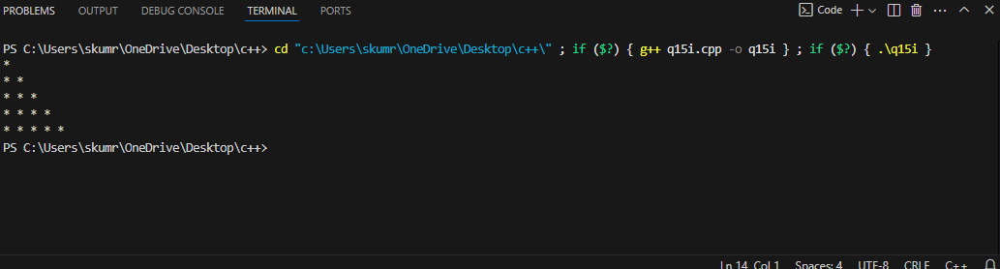 PROBLEMS OUTPUT DEBUG CONSOLE TERMINAL PORTS Code
PS C:\Users\skumr\OneDrive\Desktop\c++> cd "c:\Users\skumr\OneDrive\Desktop\c++\" ; if ($?) { g++ q15i.cpp -o q15i } ; if ($?) { .\q15i }
*
* *
* * *
* * * *
* * * * *
PS C:\Users\skumr\OneDrive\Desktop\c++>
Ln 14, Col 1 Spaces: 4 UTF-8 CRLF C++